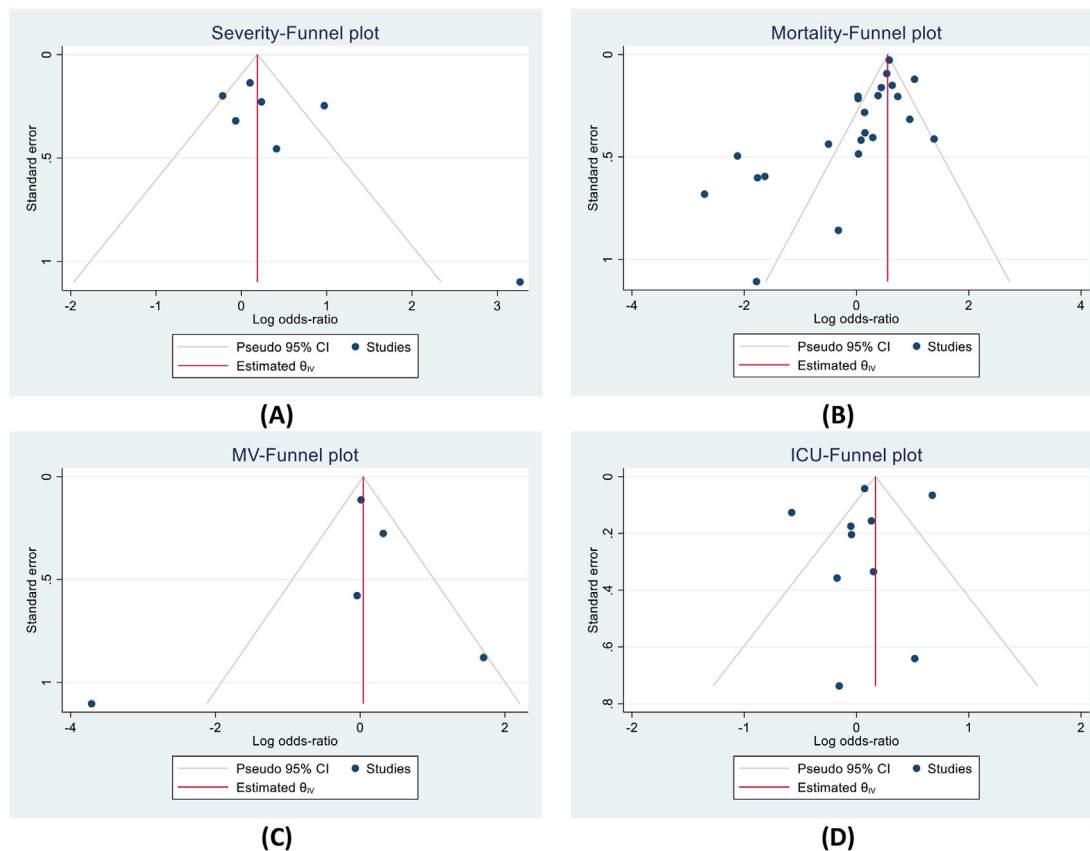 Severity-Funnel plot
0
.5
1
Standard error
-2
-1
0
1
2
3
Log odds-ratio
Pseudo 95% CI
Studies
Estimated θIV
(A)
Mortality-Funnel plot
0
.5
1
Standard error
-4
-2
0
2
4
Log odds-ratio
Pseudo 95% CI
Studies
Estimated θIV
(B)
MV-Funnel plot
0
.5
1
Standard error
-4
-2
0
2
Log odds-ratio
Pseudo 95% CI
Studies
Estimated θIV
(C)
ICU-Funnel plot
0
.2
.4
.6
.8
Standard error
-2
-1
0
1
2
Log odds-ratio
Pseudo 95% CI
Studies
Estimated θIV
(D)